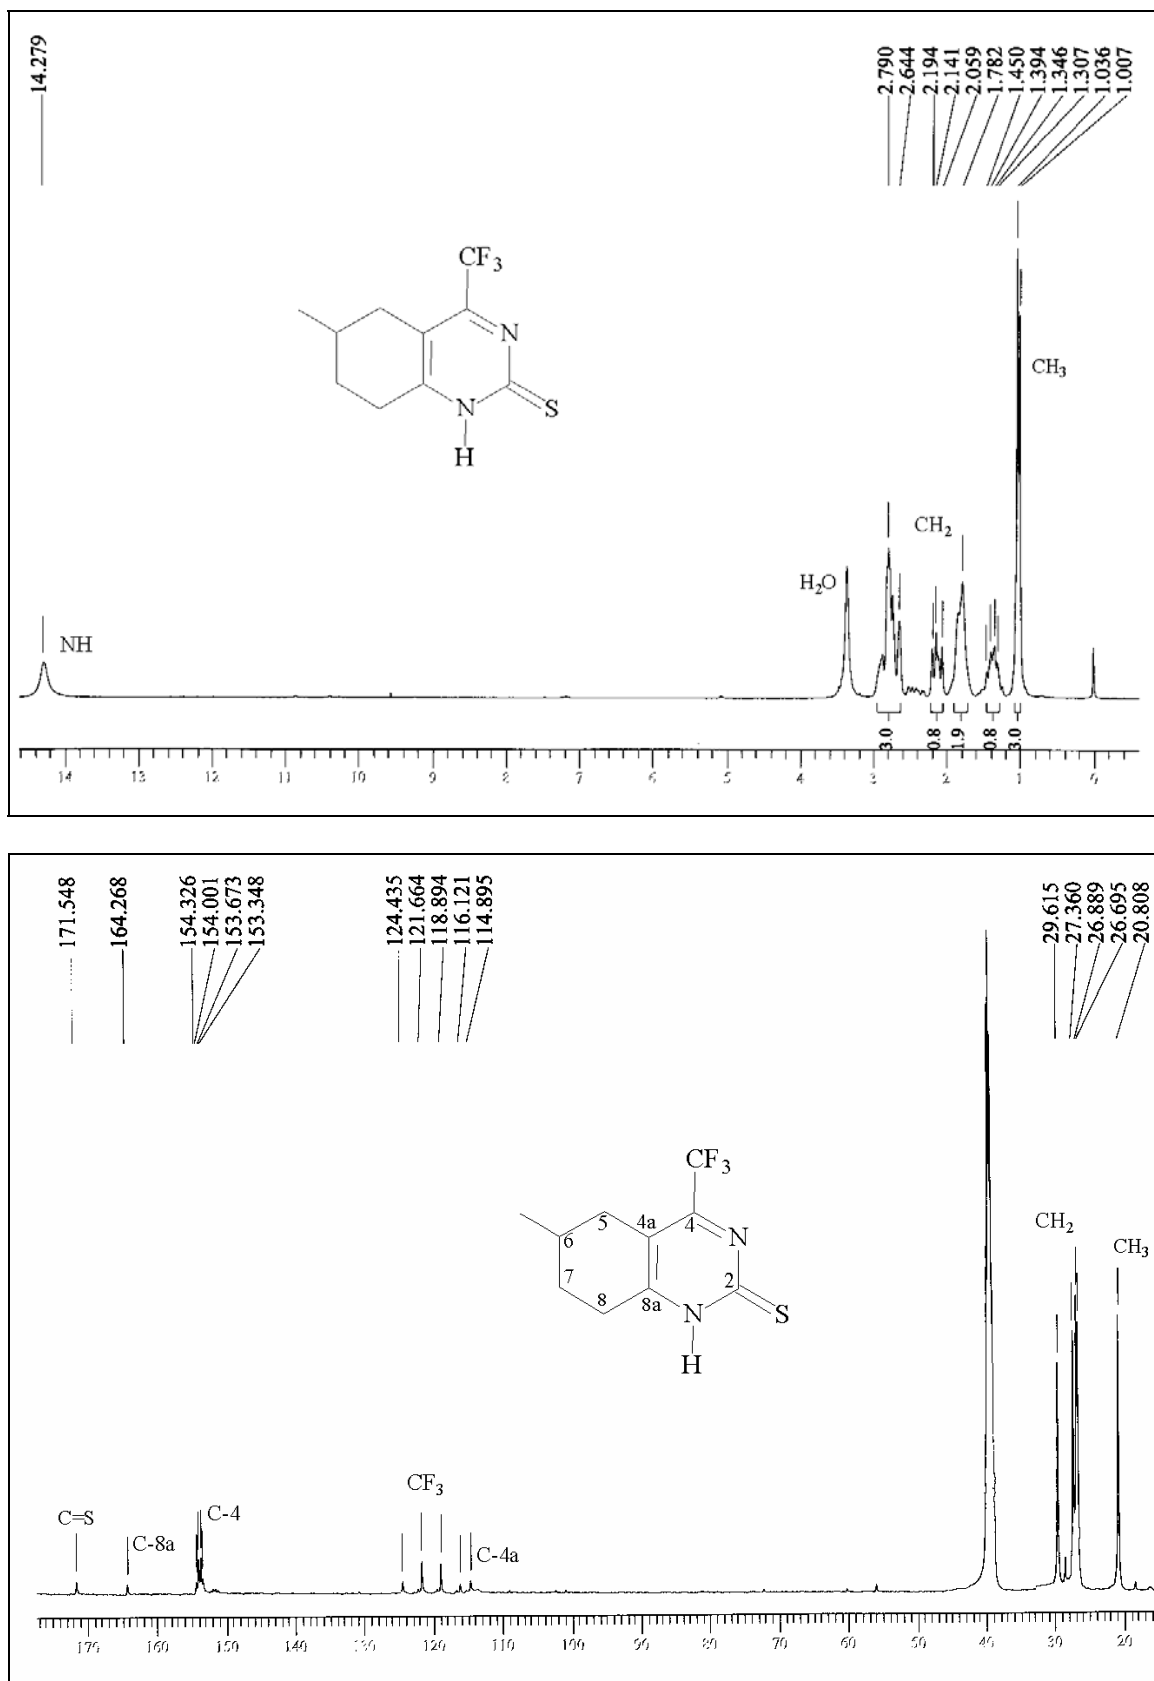 14.279
2.790
2.644
2.194
2.141
2.059
1.782
1.450
1.394
1.346
1.307
1.036
1.007
CF3
N
N
S
H
CH3
CH2
H2O
NH
3.0
0.8
1.9
0.8
3.0
14 13 12 11 10 9 8 7 6 5 4 3 2 1 0
171.548
164.268
154.326
154.001
153.673
153.348
124.435
121.664
118.894
116.121
114.895
29.615
27.360
26.889
26.695
20.808
CF3
5 4a 4 N
6
7 2
8 8a N S
H
CH2
CH3
CF3
C=S
C-8a
C-4
C-4a
170 160 150 140 130 120 110 100 90 80 70 60 50 40 30 20